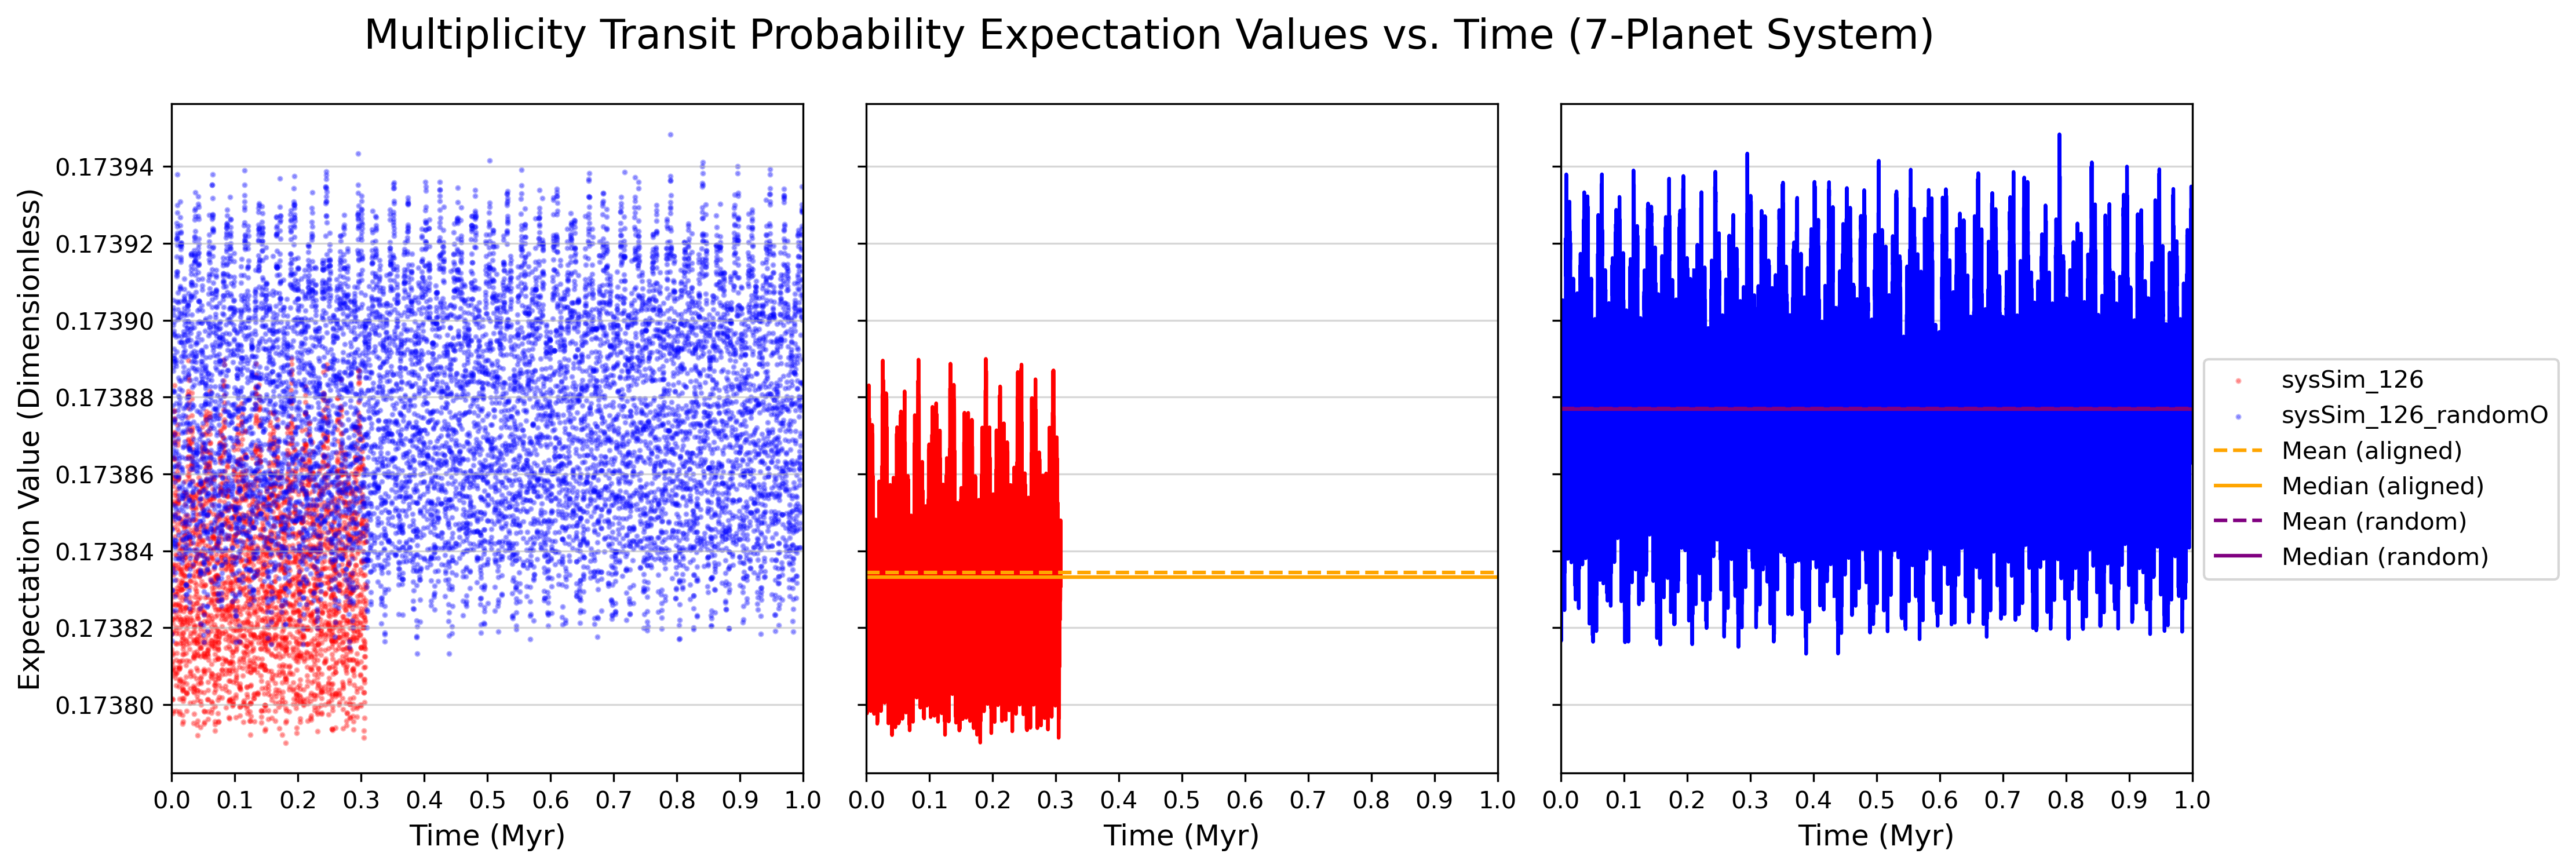 Multiplicity Transit Probability Expectation Values vs. Time (7-Planet System)
Expectation Value (Dimensionless)
0.17394
0.17392
0.17390
0.17388
0.17386
0.17384
0.17382
0.17380
0.0 0.1 0.2 0.3 0.4 0.5 0.6 0.7 0.8 0.9 1.0
Time (Myr)
0.0 0.1 0.2 0.3 0.4 0.5 0.6 0.7 0.8 0.9 1.0
Time (Myr)
0.0 0.1 0.2 0.3 0.4 0.5 0.6 0.7 0.8 0.9 1.0
Time (Myr)
sysSim_126
sysSim_126_randomO
Mean (aligned)
Median (aligned)
Mean (random)
Median (random)